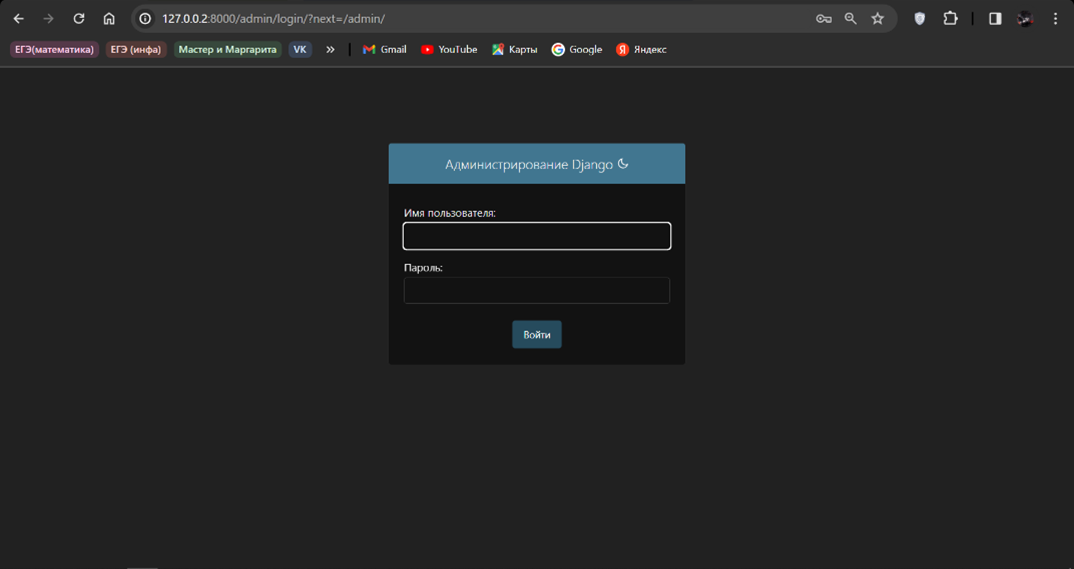 127.0.0.2:8000/admin/login/?next=/admin/
ЕГЭ(математика) ЕГЭ (инфа) Мастер и Маргарита VK » Gmail YouTube Карты Google Яндекс
Администрирование Django
Имя пользователя:
Пароль:
Войти